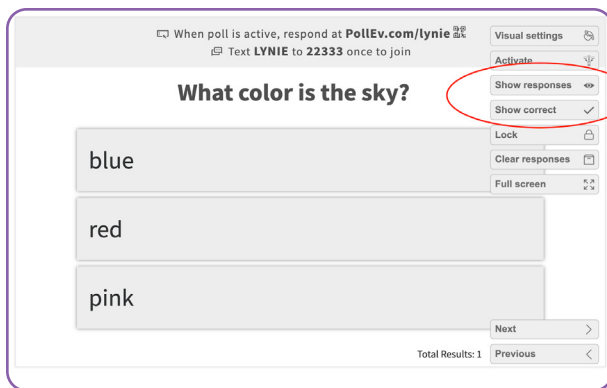 When poll is active, respond at PollEv.com/lynie
Text LYNIE to 22333 once to join
What color is the sky?
blue
red
pink
Total Results: 1
Visual settings
Activate
Show responses
Show correct
Lock
Clear responses
Full screen
Next
Previous